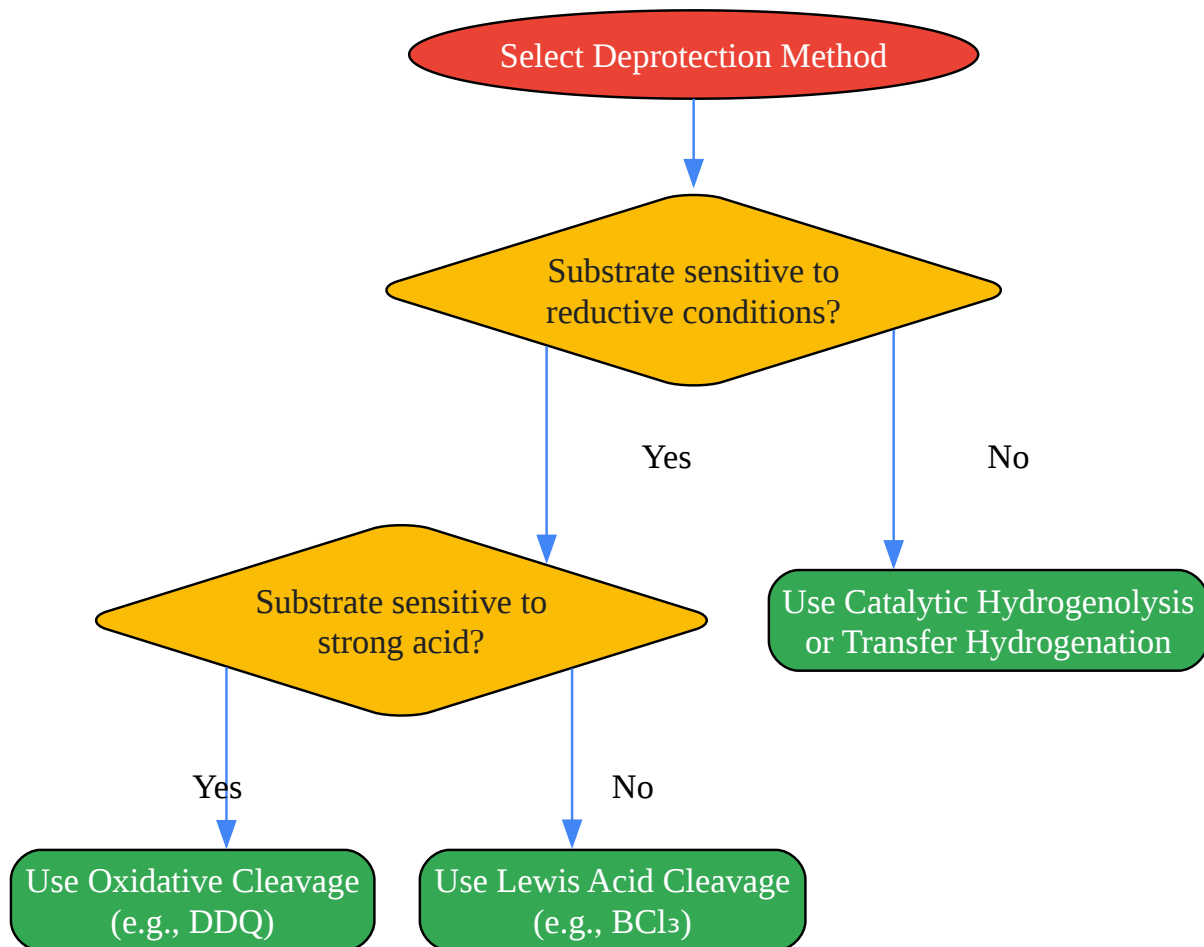 Select Deprotection Method
Substrate sensitive to
reductive conditions?
Yes
No
Substrate sensitive to
strong acid?
Use Catalytic Hydrogenolysis
or Transfer Hydrogenation
Yes
No
Use Oxidative Cleavage
(e.g., DDQ)
Use Lewis Acid Cleavage
(e.g., BCl₃)